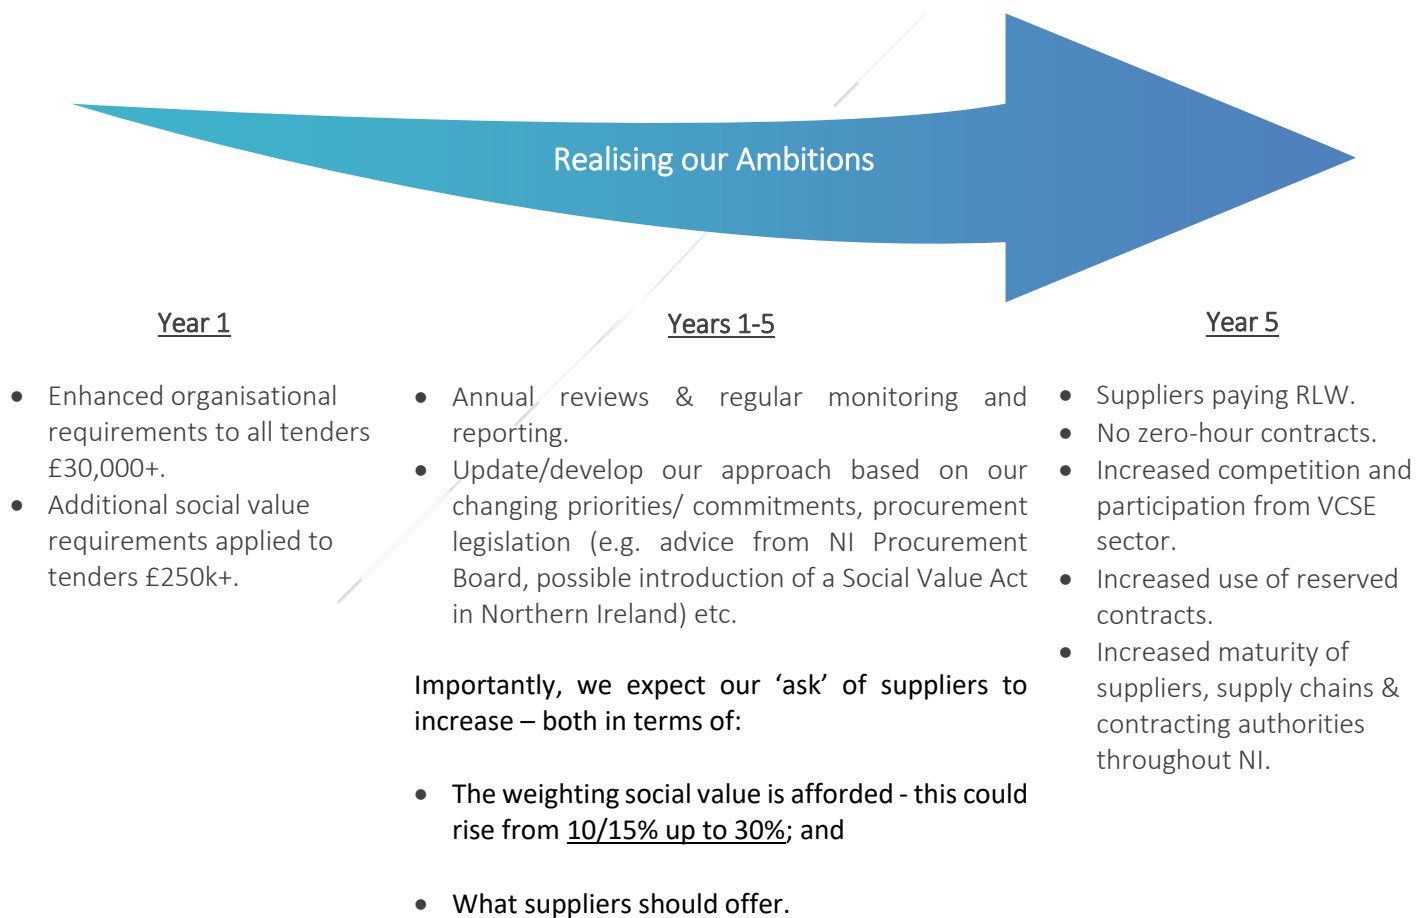 Realising our Ambitions
Year 1
• Enhanced organisational
requirements to all tenders
£30,000+.
• Additional social value
requirements applied to
tenders £250k+.
Years 1-5
• Annual reviews & regular monitoring and
reporting.
• Update/develop our approach based on our
changing priorities/ commitments, procurement
legislation (e.g. advice from NI Procurement
Board, possible introduction of a Social Value Act
in Northern Ireland) etc.
Importantly, we expect our ‘ask’ of suppliers to
increase – both in terms of:
• The weighting social value is afforded - this could
rise from 10/15% up to 30%; and
• What suppliers should offer.
Year 5
• Suppliers paying RLW.
• No zero-hour contracts.
• Increased competition and
participation from VCSE
sector.
• Increased use of reserved
contracts.
• Increased maturity of
suppliers, supply chains &
contracting authorities
throughout NI.